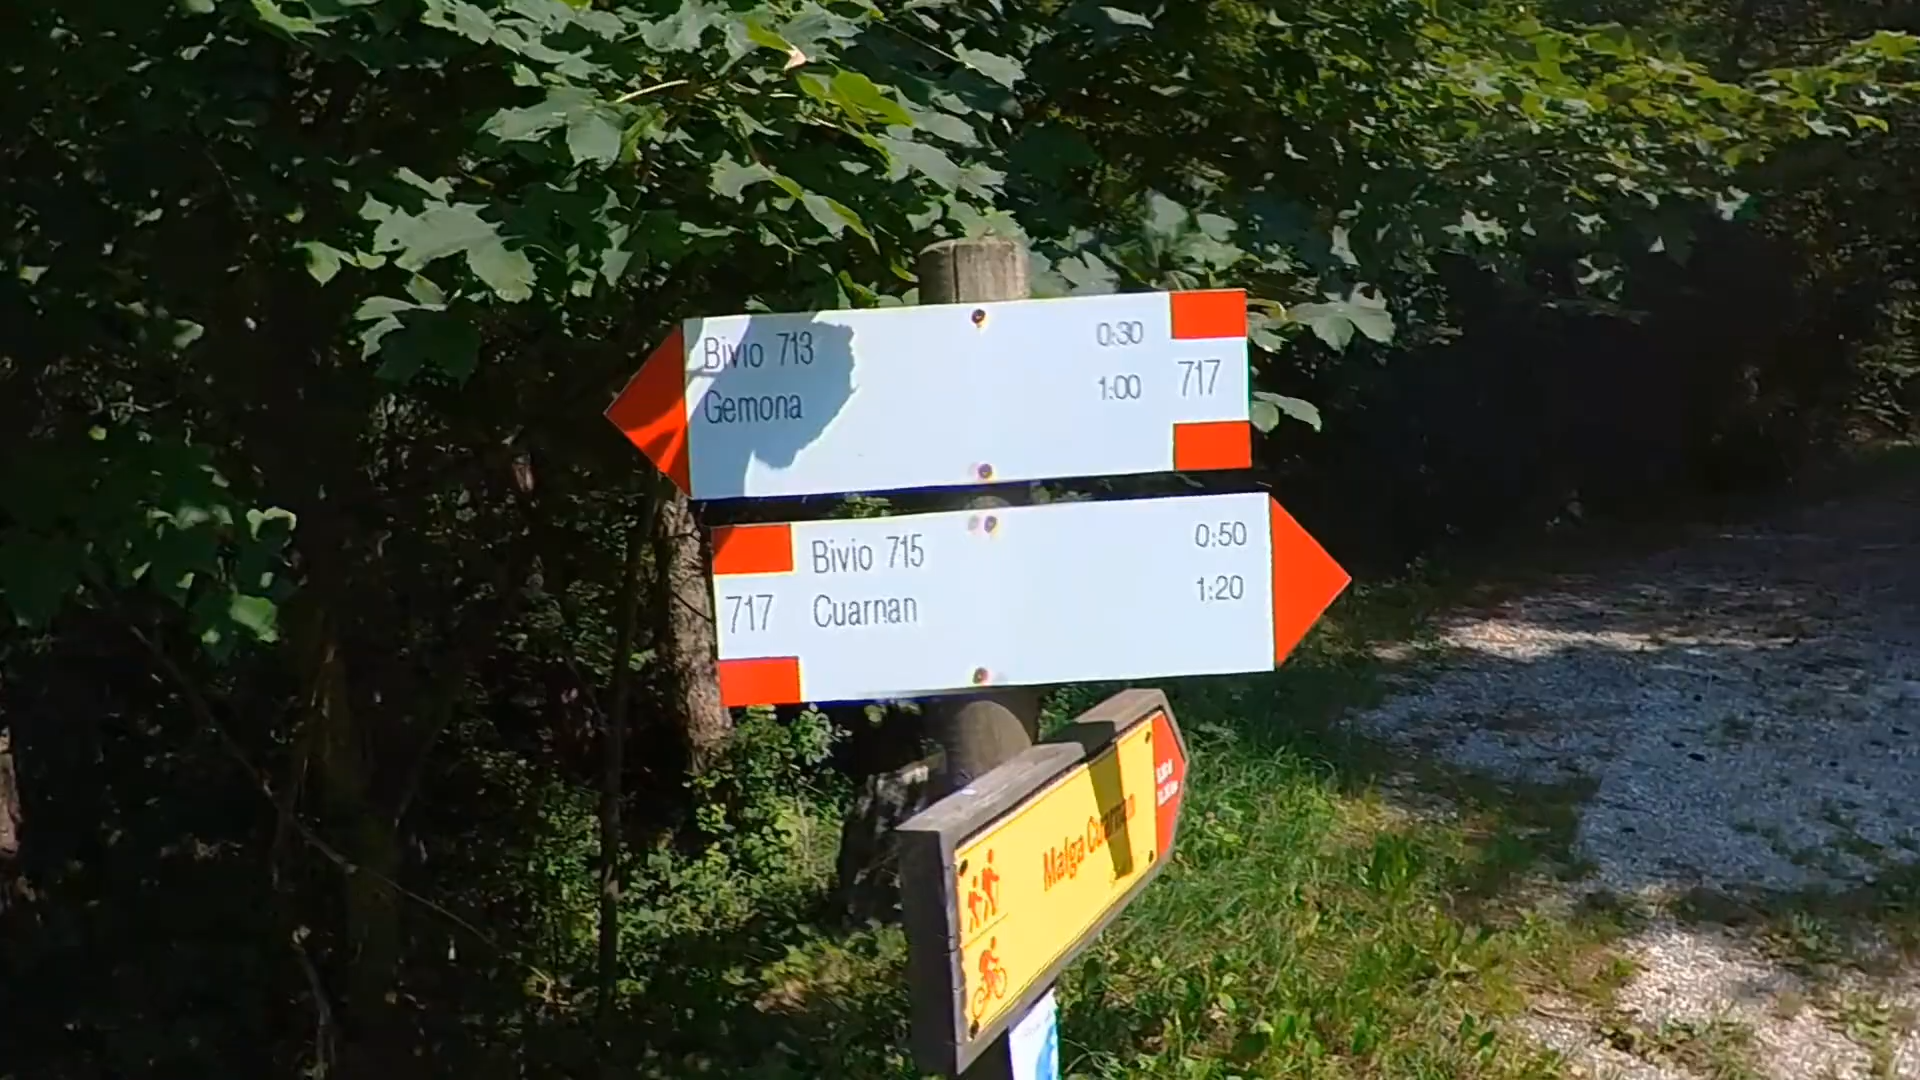 Bivio 713 0:30
Gemona 1:00
717
Bivio 715 0:50
Cuarnan 1:20
717
Malga Cuarnan